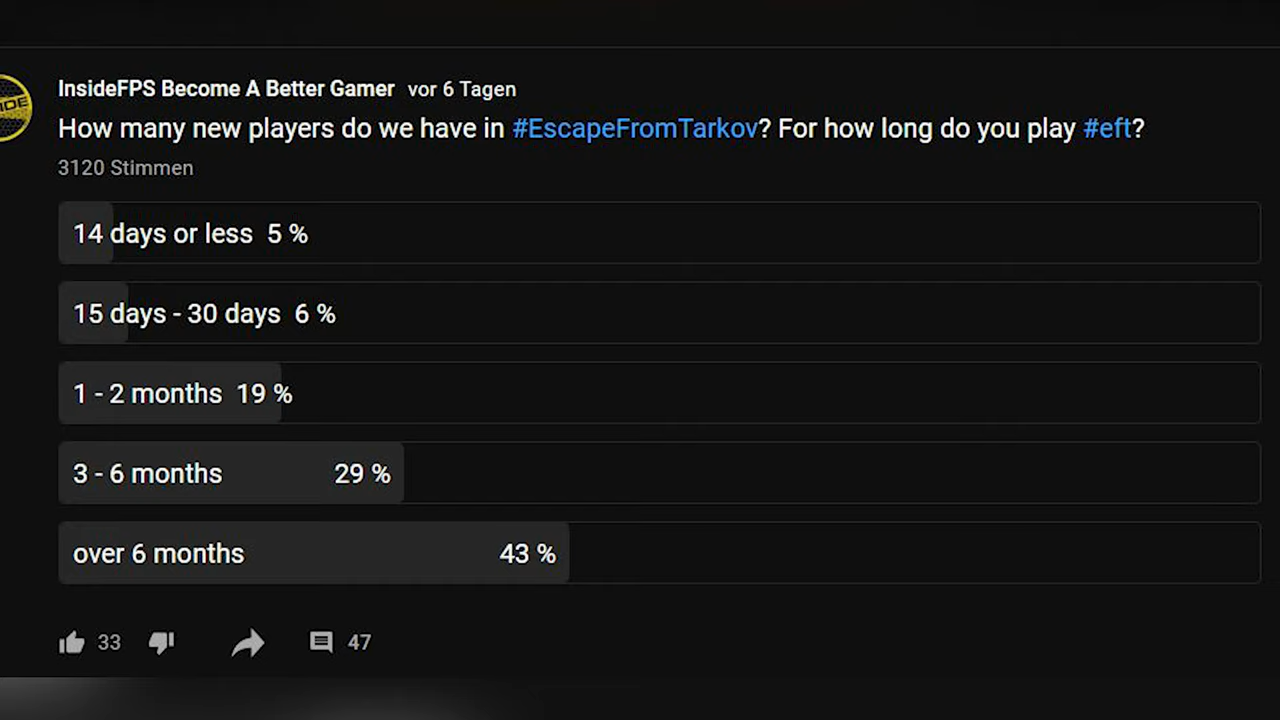 InsideFPS Become A Better Gamer vor 6 Tagen
How many new players do we have in #EscapeFromTarkov? For how long do you play #eft?
3120 Stimmen
14 days or less 5 %
15 days - 30 days 6 %
1 - 2 months 19 %
3 - 6 months 29 %
over 6 months 43 %
33 47